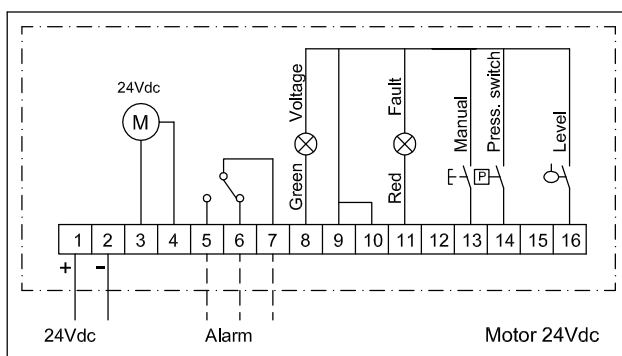 24Vdc
M
Voltage
Green
Fault
Red
Manual
Press. switch
P
Level
1 2 3 4 5 6 7 8 9 10 11 12 13 14 15 16
+ -
24Vdc Alarm Motor 24Vdc